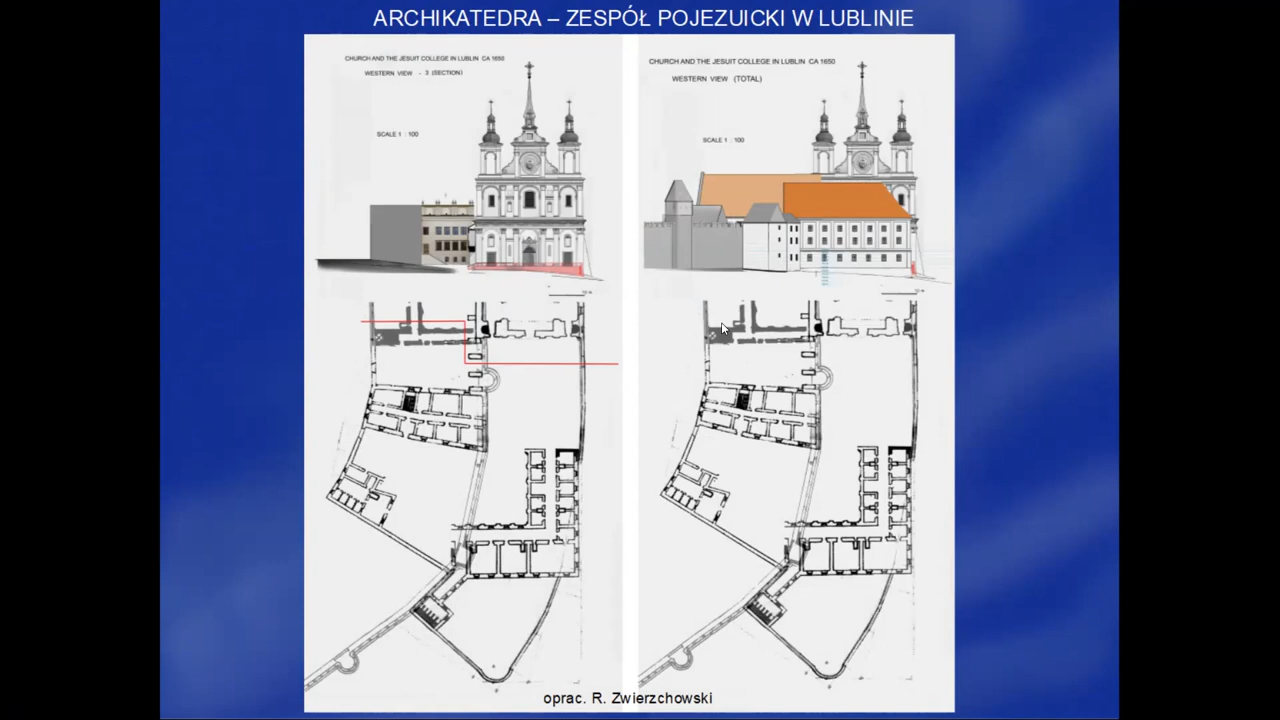 ARCHIKATEDRA – ZESPÓŁ POJEZUICKI W LUBLINIE
CHURCH AND THE JESUIT COLLEGE IN LUBLIN CA 1650
WESTERN VIEW - 3 (SECTION)
SCALE 1 : 100
CHURCH AND THE JESUIT COLLEGE IN LUBLIN CA 1650
WESTERN VIEW (TOTAL)
SCALE 1 : 100
oprac. R. Zwierzchowski